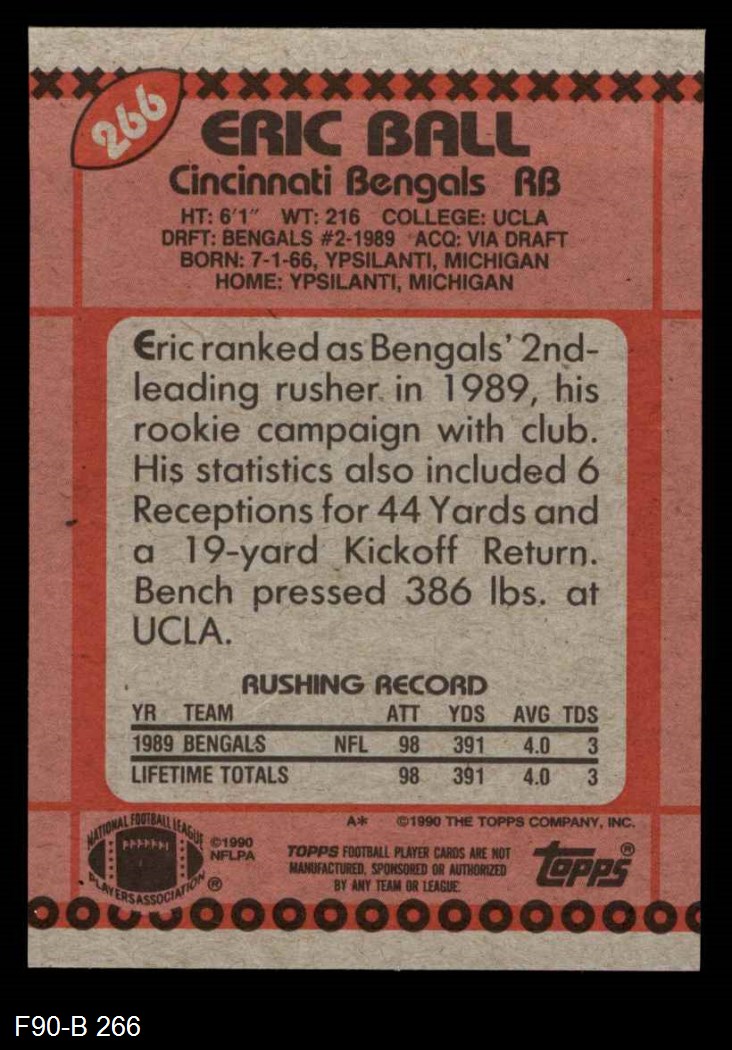 266
ERIC BALL
Cincinnati Bengals RB
HT: 6'1" WT: 216 COLLEGE: UCLA
DRFT: BENGALS #2-1989 ACQ: VIA DRAFT
BORN: 7-1-66, YPSILANTI, MICHIGAN
HOME: YPSILANTI, MICHIGAN
Eric ranked as Bengals' 2nd-
leading rusher in 1989, his
rookie campaign with club.
His statistics also included 6
Receptions for 44 Yards and
a 19-yard Kickoff Return.
Bench pressed 386 lbs. at
UCLA.
RUSHING RECORD
YR TEAM ATT YDS AVG TDS
1989 BENGALS NFL 98 391 4.0 3
LIFETIME TOTALS 98 391 4.0 3
A* ©1990 THE TOPPS COMPANY, INC.
NATIONAL FOOTBALL LEAGUE
PLAYERS ASSOCIATION ®
©1990
NFLPA
TOPPS FOOTBALL PLAYER CARDS ARE NOT
MANUFACTURED, SPONSORED OR AUTHORIZED
BY ANY TEAM OR LEAGUE.
topps ®
F90-B 266